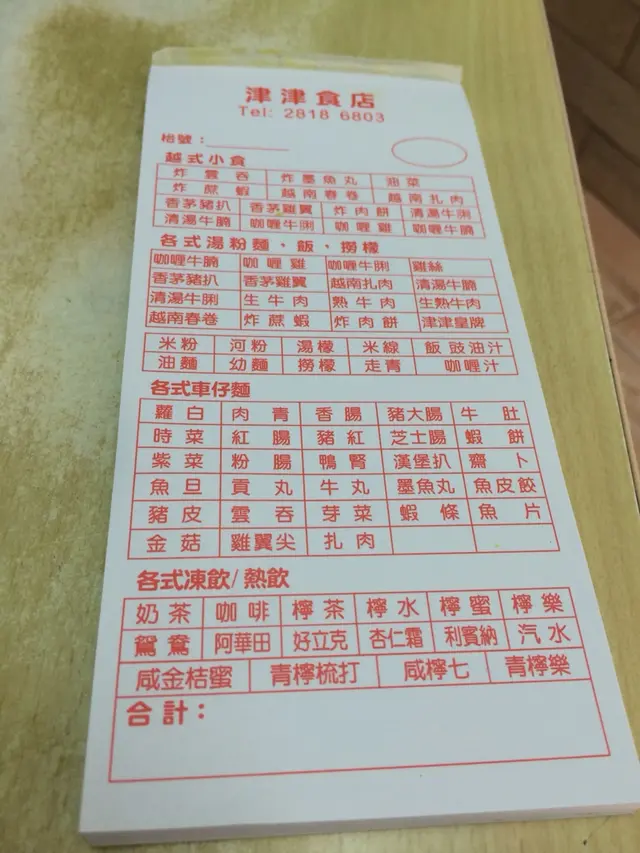 津津食店
Tel: 2818 6803
枱號：
越式小食
炸雲吞 炸墨魚丸 油菜
炸蔗蝦 越南春卷 越南扎肉
香茅豬扒 香茅雞翼 炸肉餅 清湯牛脷
清湯牛腩 咖喱牛脷 咖喱雞 咖喱牛腩
各式湯粉麵、飯、撈檬
咖喱牛腩 咖喱雞 咖喱牛脷 雞絲
香茅豬扒 香茅雞翼 越南扎肉 清湯牛腩
清湯牛脷 生牛肉 熟牛肉 生熟牛肉
越南春卷 炸蔗蝦 炸肉餅 津津皇牌
米粉 河粉 湯檬 米線 飯 豉油汁
油麵 幼麵 撈檬 走青 咖喱汁
各式車仔麵
蘿白 肉青 香腸 豬大腸 牛肚
時菜 紅腸 豬紅 芝士腸 蝦餅
紫菜 粉腸 鴨腎 漢堡扒 齋卜
魚旦 貢丸 牛丸 墨魚丸 魚皮餃
豬皮 雲吞 芽菜 蝦條 魚片
金菇 雞翼尖 扎肉
各式凍飲/熱飲
奶茶 咖啡 檸茶 檸水 檸蜜 檸樂
鴛鴦 阿華田 好立克 杏仁霜 利賓納 汽水
咸金桔蜜 青檸梳打 咸檸七 青檸樂
合計：